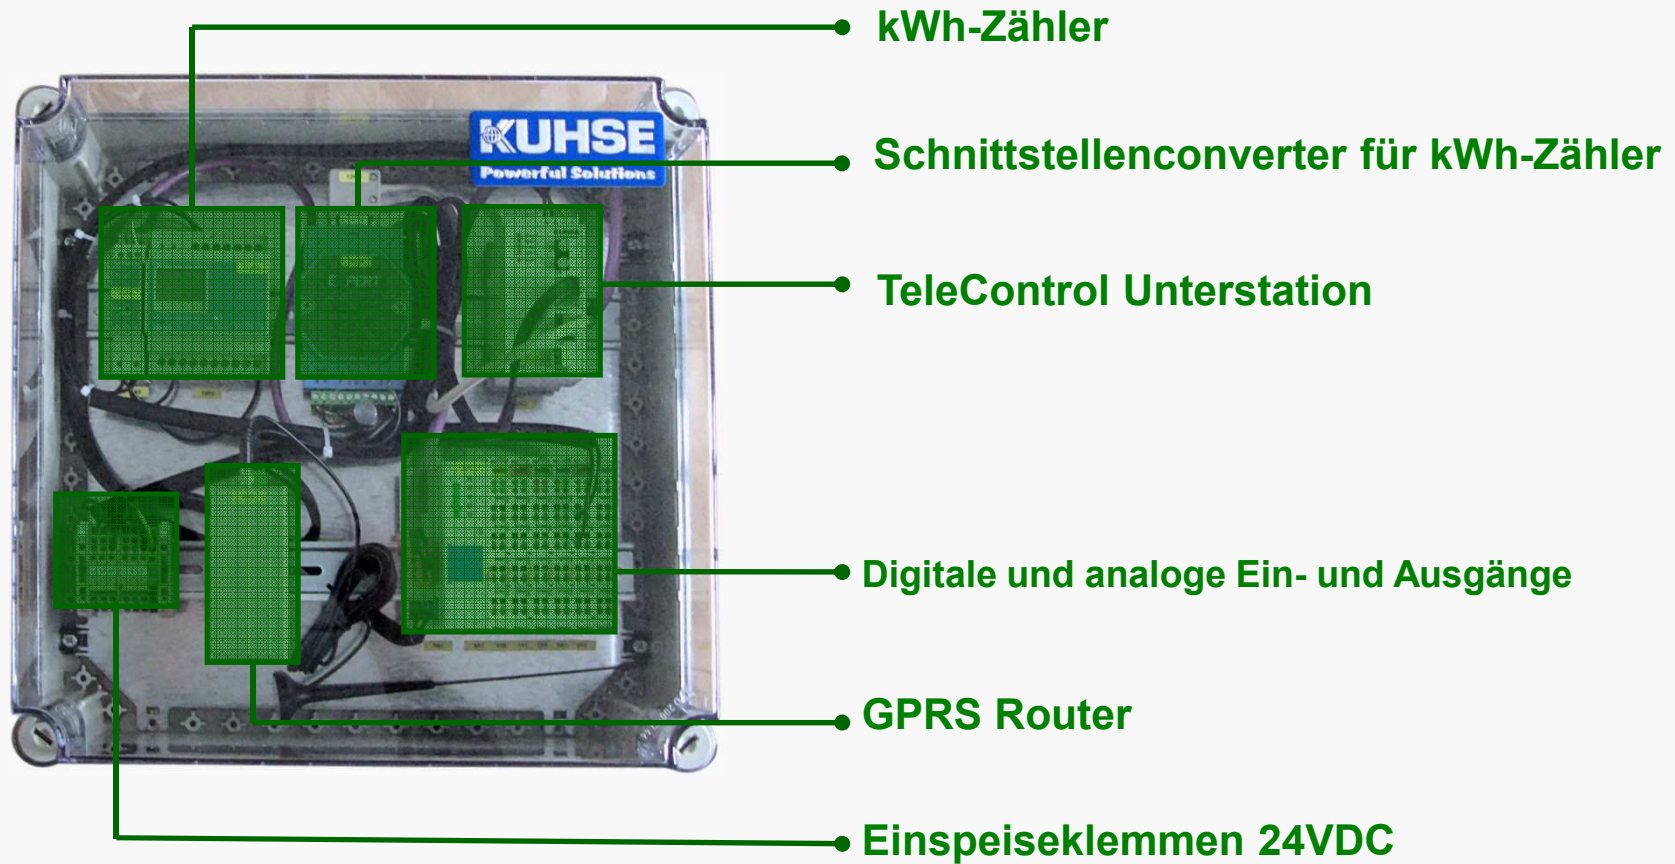 kWh-Zähler
KUHSE
Powerful Solutions
Schnittstellenconverter für kWh-Zähler
TeleControl Unterstation
Digitale und analoge Ein- und Ausgänge
GPRS Router
Einspeiseklemmen 24VDC